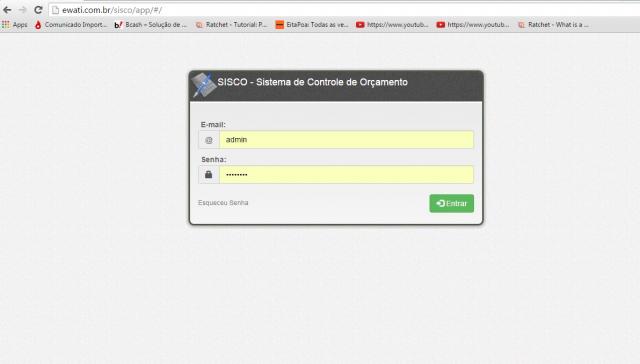 ewati.com.br/sisco/app/#/
Apps Comunicado Import... Bcash ÷ Solução de ... Ratchet - Tutorial: P... EitaPoa: Todas as ve... https://www.youtub... https://www.youtub... Ratchet - What is a ...
SISCO - Sistema de Controle de Orçamento
E-mail:
@ admin
Senha:
••••••••
Esqueceu Senha Entrar